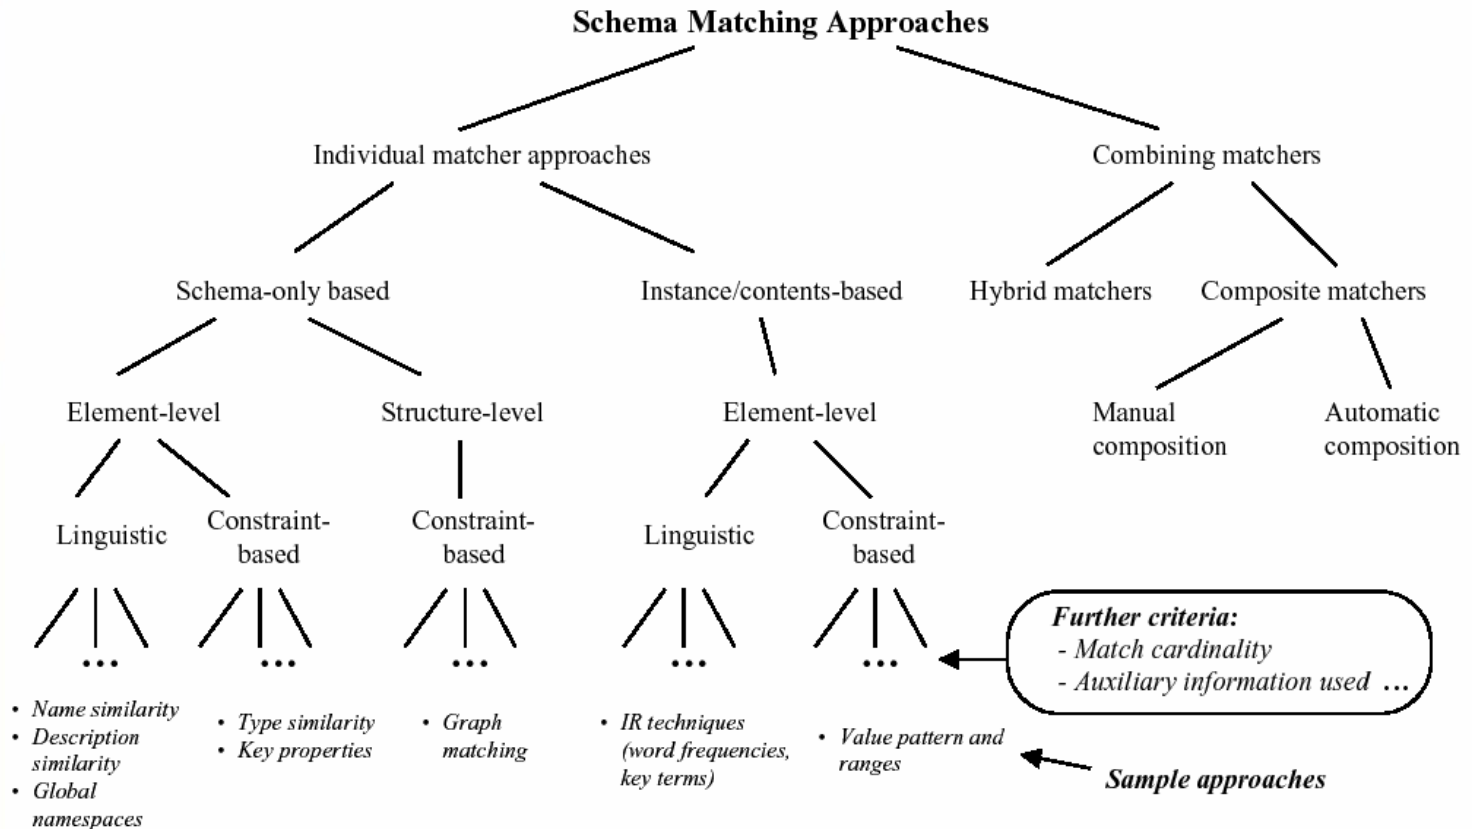 Schema Matching Approaches
Individual matcher approaches
Combining matchers
Schema-only based
Instance/contents-based
Hybrid matchers
Composite matchers
Element-level
Structure-level
Element-level
Manual
composition
Automatic
composition
Linguistic
Constraint-
based
Constraint-
based
Linguistic
Constraint-
based
...
...
...
...
...
Further criteria:
- Match cardinality
- Auxiliary information used ...
• Name similarity
• Description
similarity
• Global
namespaces
• Type similarity
• Key properties
• Graph
matching
• IR techniques
(word frequencies,
key terms)
• Value pattern and
ranges
Sample approaches